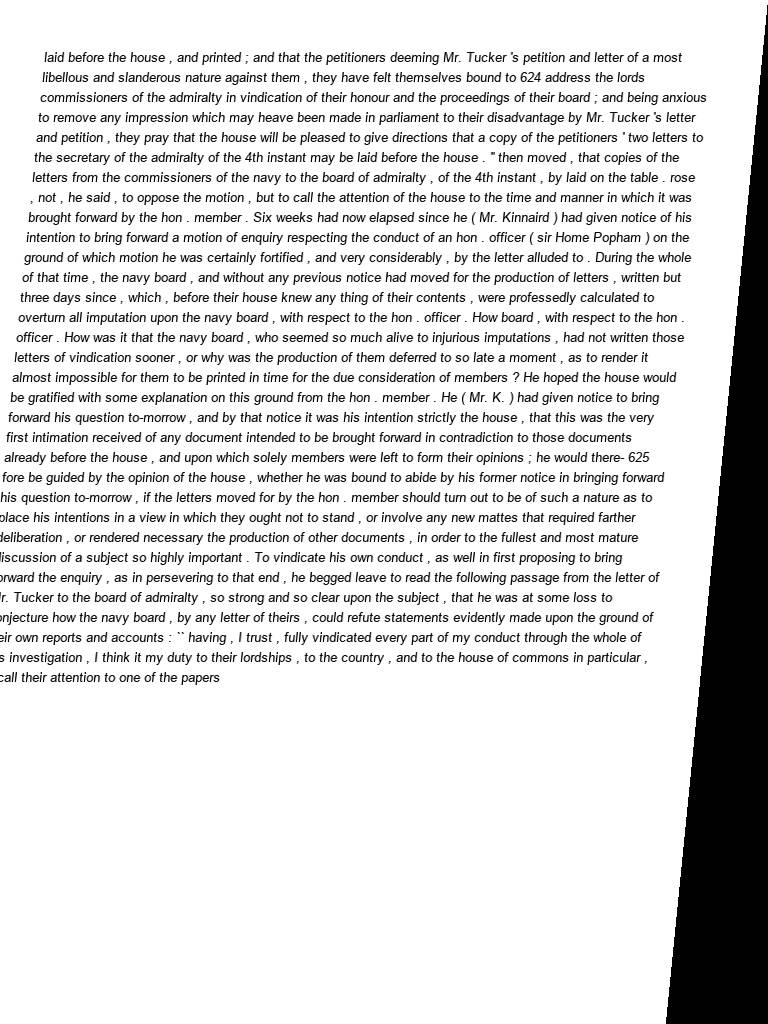 laid before the house , and printed ; and that the petitioners deeming Mr. Tucker 's petition and letter of a most
libellous and slanderous nature against them , they have felt themselves bound to 624 address the lords
commissioners of the admiralty in vindication of their honour and the proceedings of their board ; and being anxious
to remove any impression which may heave been made in parliament to their disadvantage by Mr. Tucker 's letter
and petition , they pray that the house will be pleased to give directions that a copy of the petitioners ' two letters to
the secretary of the admiralty of the 4th instant may be laid before the house . " then moved , that copies of the
letters from the commissioners of the navy to the board of admiralty , of the 4th instant , by laid on the table . rose
, not , he said , to oppose the motion , but to call the attention of the house to the time and manner in which it was
brought forward by the hon . member . Six weeks had now elapsed since he ( Mr. Kinnaird ) had given notice of his
intention to bring forward a motion of enquiry respecting the conduct of an hon . officer ( sir Home Popham ) on the
ground of which motion he was certainly fortified , and very considerably , by the letter alluded to . During the whole
of that time , the navy board , and without any previous notice had moved for the production of letters , written but
three days since , which , before their house knew any thing of their contents , were professedly calculated to
overturn all imputation upon the navy board , with respect to the hon . officer . How board , with respect to the hon .
officer . How was it that the navy board , who seemed so much alive to injurious imputations , had not written those
letters of vindication sooner , or why was the production of them deferred to so late a moment , as to render it
almost impossible for them to be printed in time for the due consideration of members ? He hoped the house would
be gratified with some explanation on this ground from the hon . member . He ( Mr. K. ) had given notice to bring
forward his question to-morrow , and by that notice it was his intention strictly the house , that this was the very
first intimation received of any document intended to be brought forward in contradiction to those documents
already before the house , and upon which solely members were left to form their opinions ; he would there- 625
fore be guided by the opinion of the house , whether he was bound to abide by his former notice in bringing forward
his question to-morrow , if the letters moved for by the hon . member should turn out to be of such a nature as to
place his intentions in a view in which they ought not to stand , or involve any new mattes that required farther
deliberation , or rendered necessary the production of other documents , in order to the fullest and most mature
discussion of a subject so highly important . To vindicate his own conduct , as well in first proposing to bring
orward the enquiry , as in persevering to that end , he begged leave to read the following passage from the letter of
r. Tucker to the board of admiralty , so strong and so clear upon the subject , that he was at some loss to
onjecture how the navy board , by any letter of theirs , could refute statements evidently made upon the ground of
eir own reports and accounts : `` having , I trust , fully vindicated every part of my conduct through the whole of
s investigation , I think it my duty to their lordships , to the country , and to the house of commons in particular ,
call their attention to one of the papers